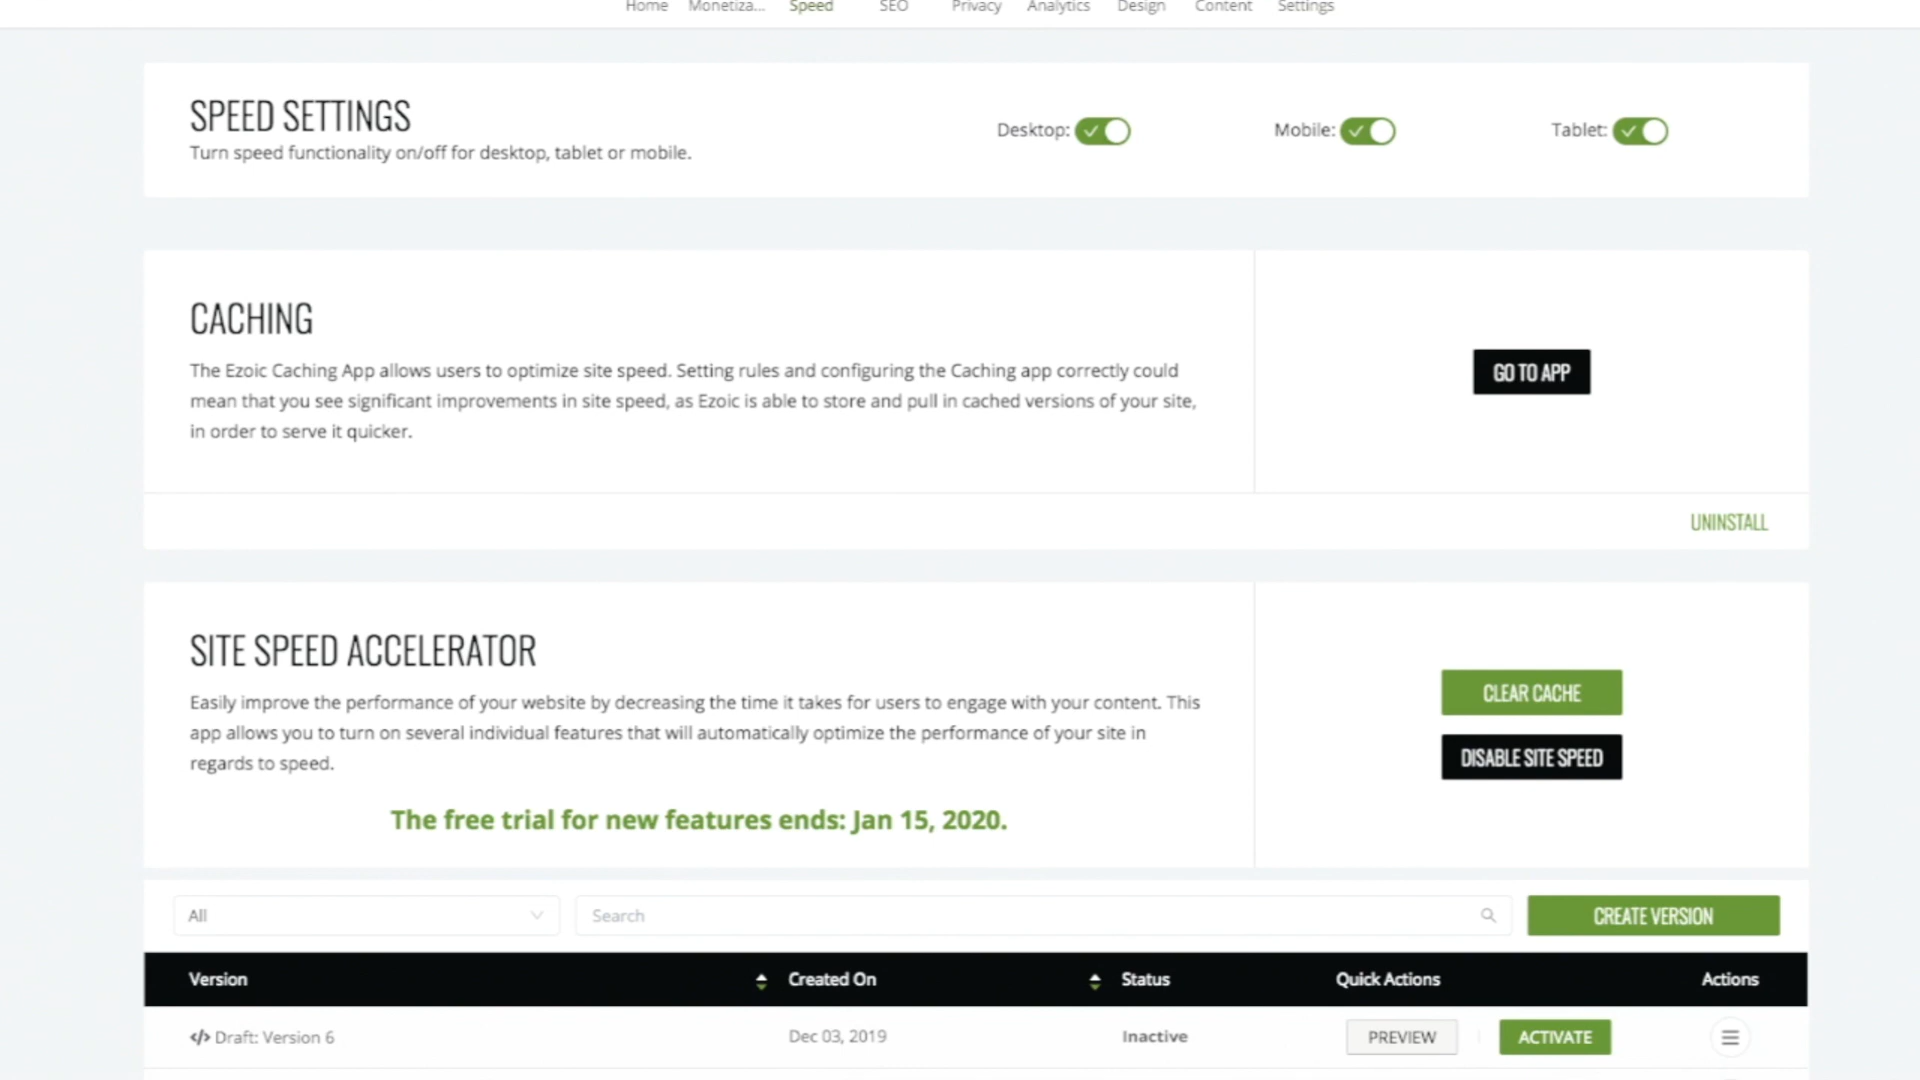 Home Monetiza... Speed SEO Privacy Analytics Design Content Settings
SPEED SETTINGS
Turn speed functionality on/off for desktop, tablet or mobile.
Desktop: Mobile: Tablet:
CACHING
The Ezoic Caching App allows users to optimize site speed. Setting rules and configuring the Caching app correctly could
mean that you see significant improvements in site speed, as Ezoic is able to store and pull in cached versions of your site,
in order to serve it quicker.
GO TO APP
UNINSTALL
SITE SPEED ACCELERATOR
Easily improve the performance of your website by decreasing the time it takes for users to engage with your content. This
app allows you to turn on several individual features that will automatically optimize the performance of your site in
regards to speed.
The free trial for new features ends: Jan 15, 2020.
CLEAR CACHE
DISABLE SITE SPEED
All Search CREATE VERSION
Version Created On Status Quick Actions Actions
</> Draft: Version 6 Dec 03, 2019 Inactive PREVIEW ACTIVATE